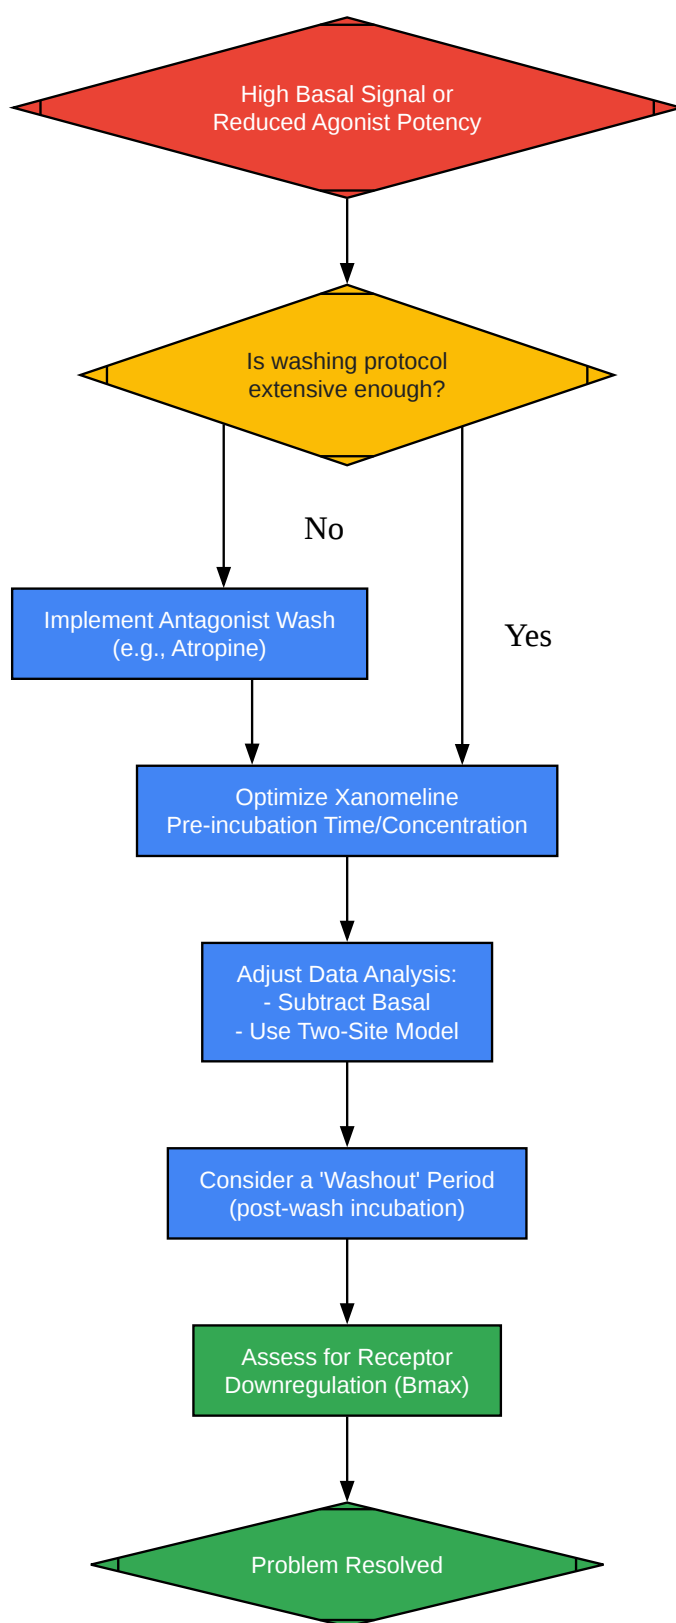 High Basal Signal or
Reduced Agonist Potency
Is washing protocol
extensive enough?
No
Implement Antagonist Wash
(e.g., Atropine)
Yes
Optimize Xanomeline
Pre-incubation Time/Concentration
Adjust Data Analysis:
- Subtract Basal
- Use Two-Site Model
Consider a 'Washout' Period
(post-wash incubation)
Assess for Receptor
Downregulation (Bmax)
Problem Resolved